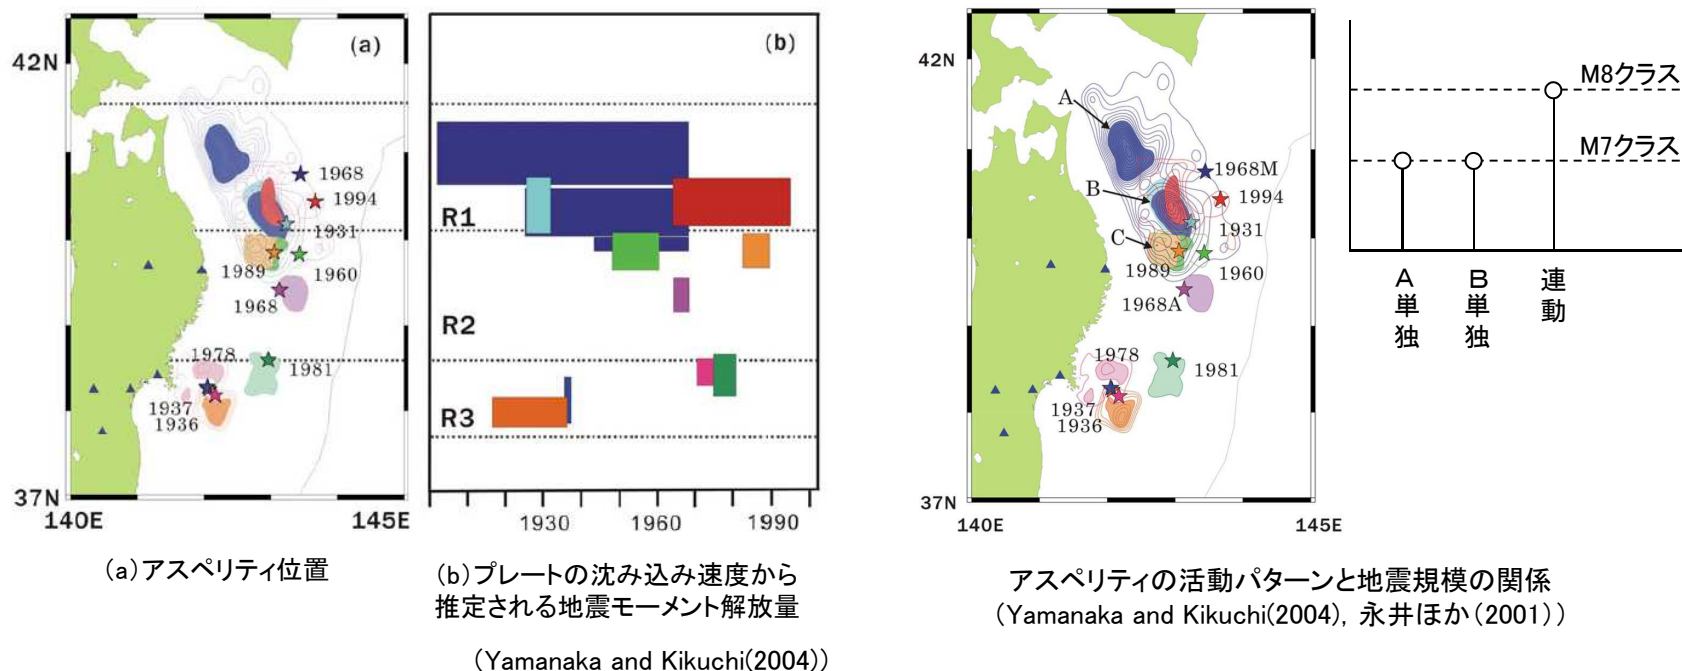 (a)
42N
1968
1994
1931
1989
1960
1968
1978
1981
1937
1936
37N
140E
145E
(b)
R1
R2
R3
1930
1960
1990
(a)アスペリティ位置
(b)プレートの沈み込み速度から
推定される地震モーメント解放量
(Yamanaka and Kikuchi(2004))
42N
A
1968M
B
1994
1931
C
1989
1960
1968A
1978
1981
1937
1936
37N
140E
145E
M8クラス
M7クラス
A単独
B単独
連動
アスペリティの活動パターンと地震規模の関係
(Yamanaka and Kikuchi(2004), 永井ほか(2001))